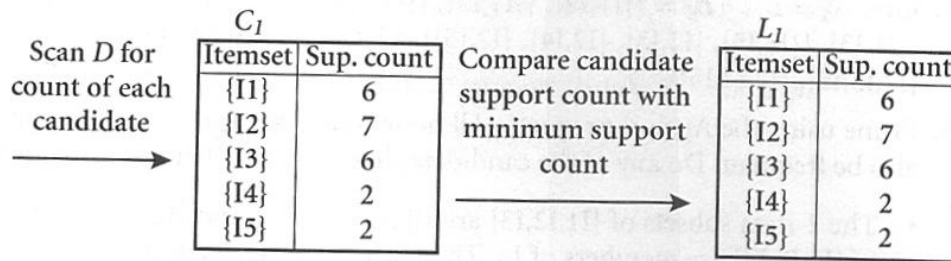 C1
Scan D for
count of each
candidate
Itemset Sup. count
{I1} 6
{I2} 7
{I3} 6
{I4} 2
{I5} 2
Compare candidate
support count with
minimum support
count
L1
Itemset Sup. count
{I1} 6
{I2} 7
{I3} 6
{I4} 2
{I5} 2